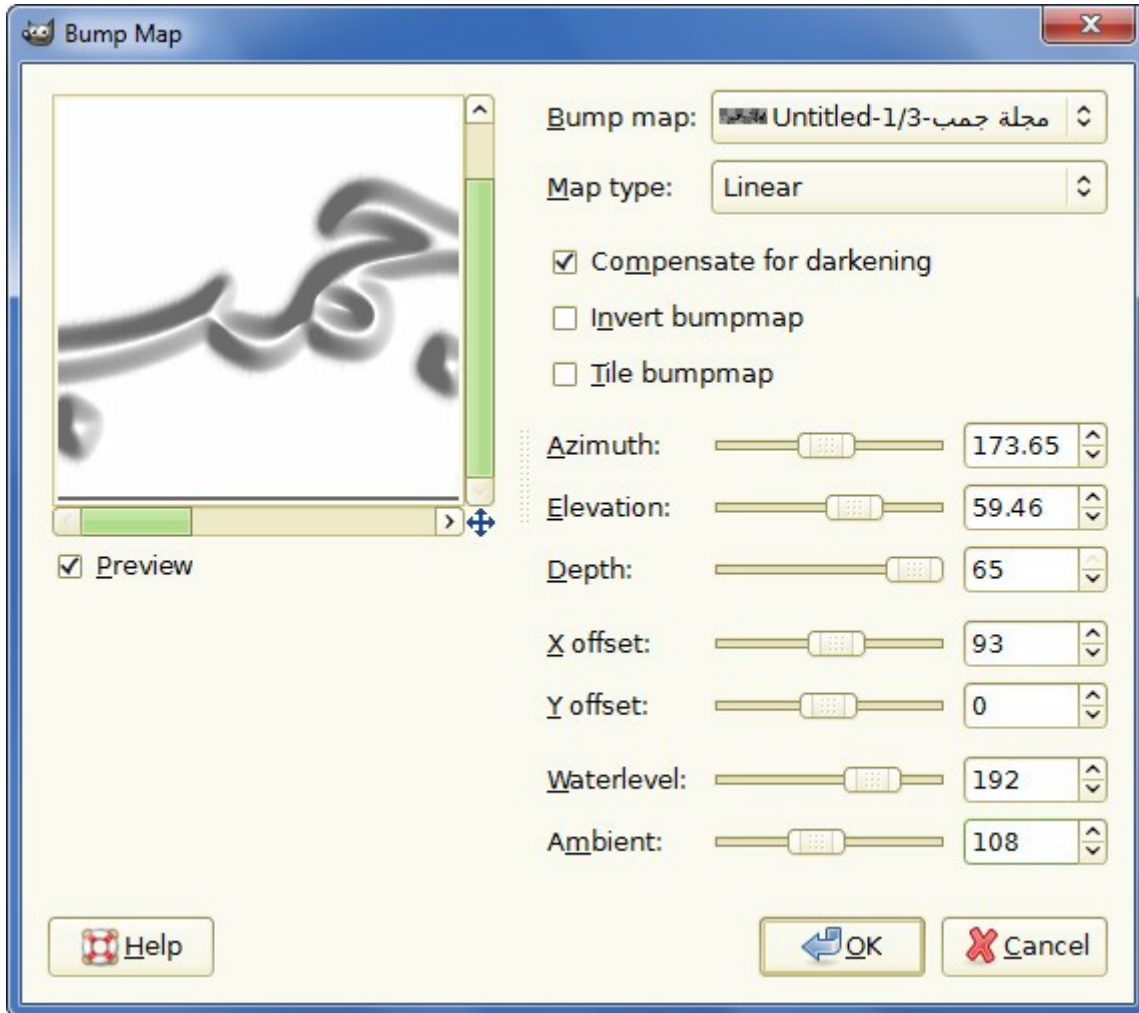 Bump Map
Bump map: Untitled-1/3-مجلة جمب
Map type: Linear
Compensate for darkening
Invert bumpmap
Tile bumpmap
Azimuth: 173.65
Elevation: 59.46
Depth: 65
X offset: 93
Y offset: 0
Waterlevel: 192
Ambient: 108
Preview
Help
OK
Cancel